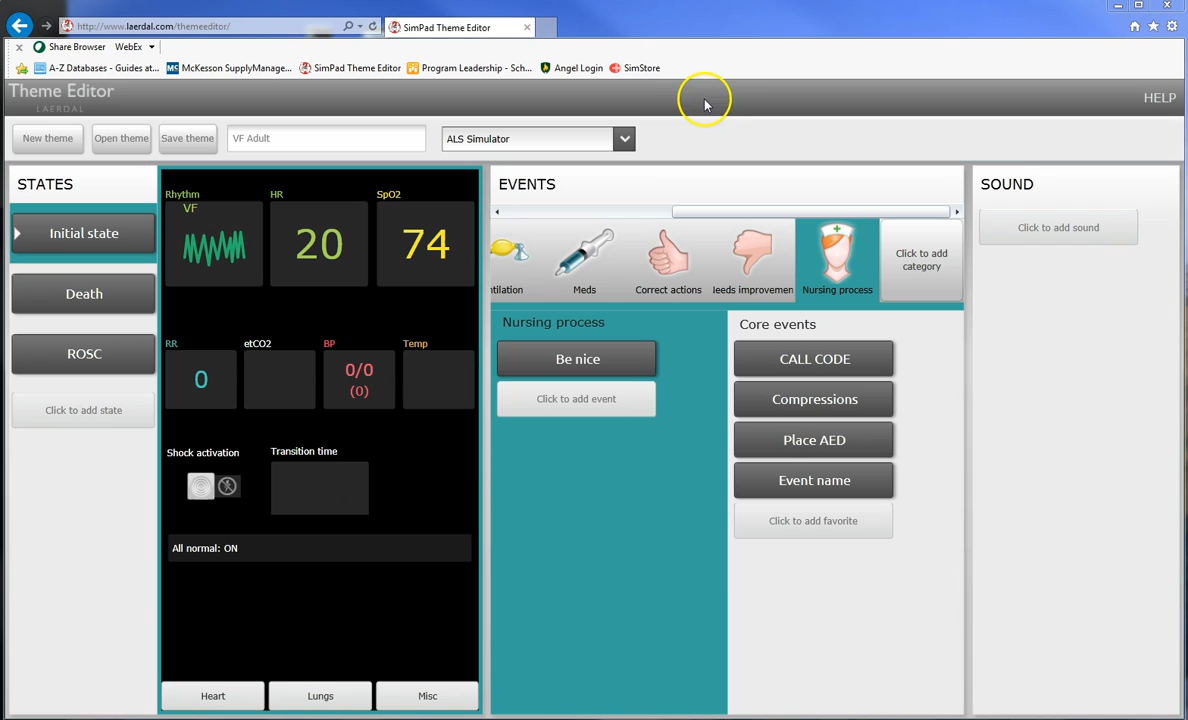 http://www.laerdal.com/themeeditor/
SimPad Theme Editor
Share Browser WebEx
A-Z Databases - Guides at... McKesson SupplyManage... SimPad Theme Editor Program Leadership - Sch... Angel Login SimStore
Theme Editor
LAERDAL
HELP
New theme Open theme Save theme VF Adult ALS Simulator
STATES
Initial state
Death
ROSC
Click to add state
Rhythm HR SpO2
VF
20 74
RR etCO2 BP Temp
0 0/0
(0)
Shock activation Transition time
All normal: ON
Heart Lungs Misc
EVENTS
ntilation Meds Correct actions leeds improvemen Nursing process
Click to add
category
Nursing process
Be nice
Click to add event
Core events
CALL CODE
Compressions
Place AED
Event name
Click to add favorite
SOUND
Click to add sound